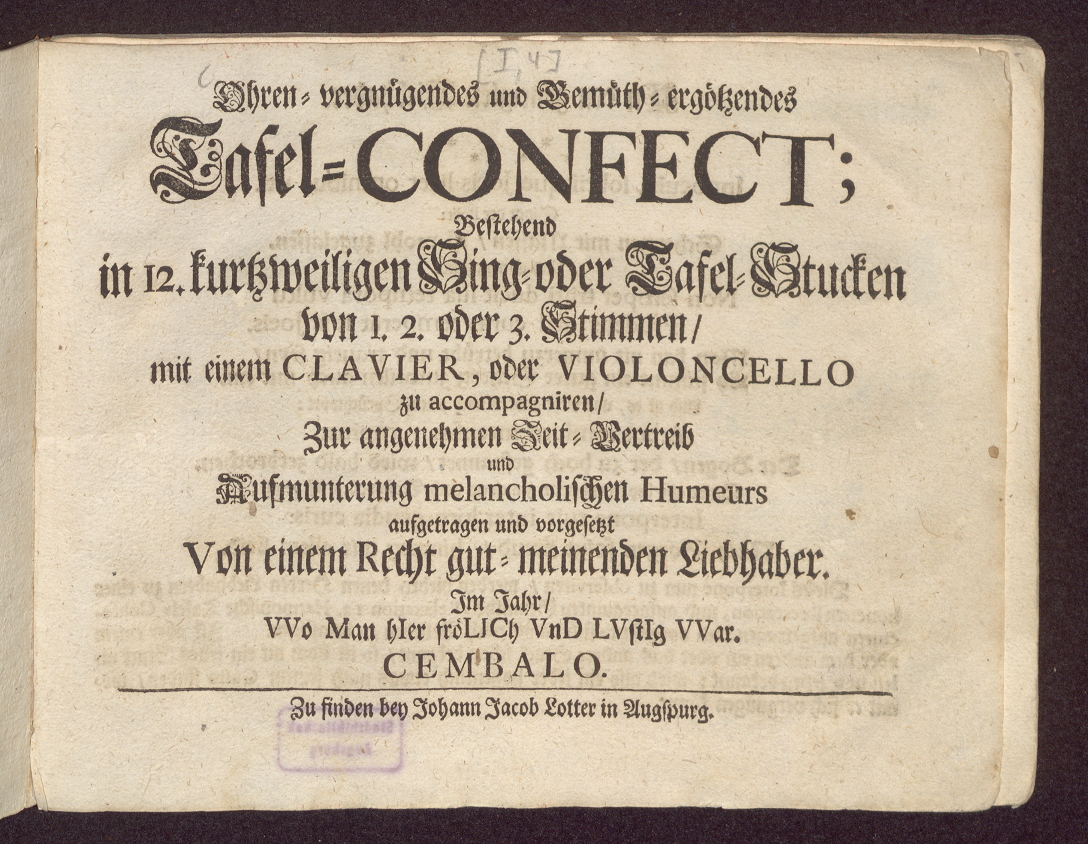 [I, 4]
Ohren-vergnügendes und Gemüth-ergötzendes
Tafel-CONFECT;
Bestehend
in 12. kurtzweiligen Sing-oder Tafel-Stucken
von 1. 2. oder 3. Stimmen/
mit einem CLAVIER, oder VIOLONCELLO
zu accompagniren/
Zur angenehmen Zeit-Vertreib
und
Aufmunterung melancholischen Humeurs
aufgetragen und vorgesetzt
Von einem Recht gut-meinenden Liebhaber.
Im Jahr/
VVo Man hIer fröLICh VnD LVstIg VVar.
CEMBALO.
Zu finden bey Johann Jacob Lotter in Augspurg.